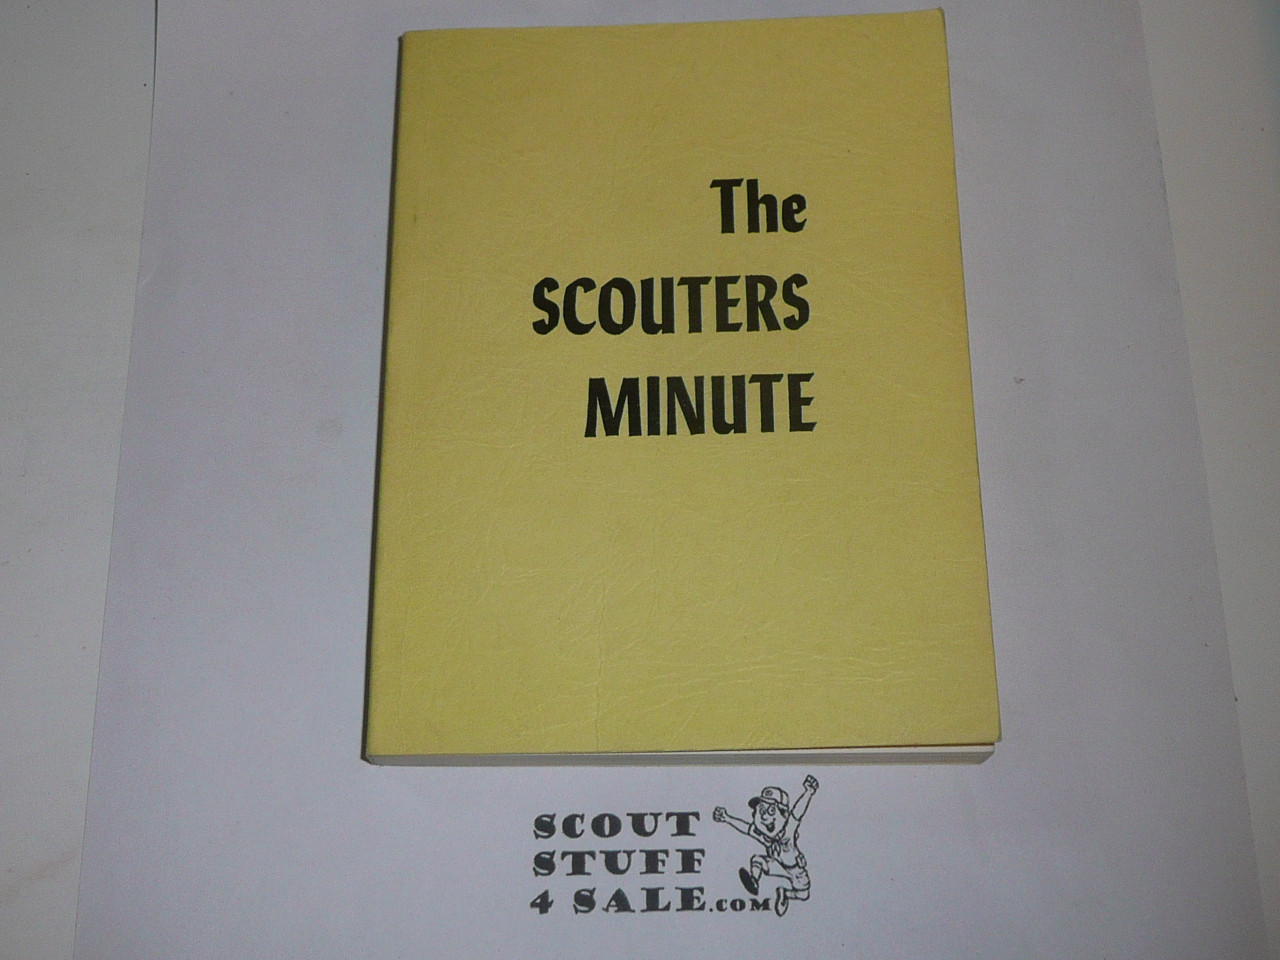 The
SCOUTERS
MINUTE
SCOUT
STUFF
4 SALE.COM